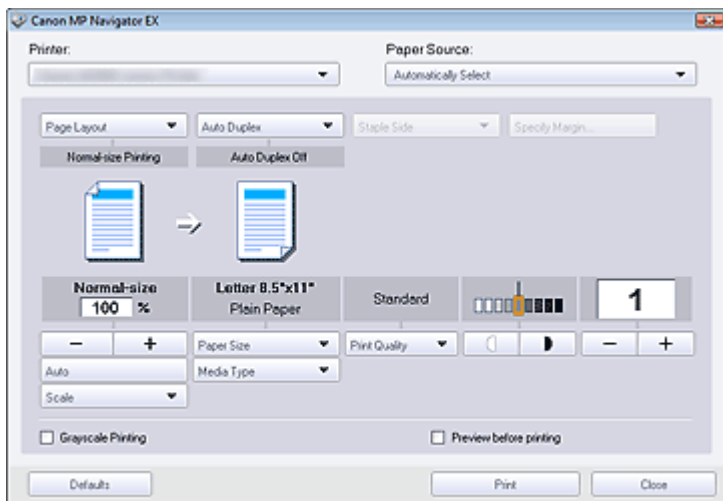 Canon MP Navigator EX
Printer:
Paper Source:
Automatically Select
Page Layout
Auto Duplex
Staple Side
Specify Margin...
Normal-size Printing
Auto Duplex Off
Normal-size
100 %
Letter 8.5"x11"
Plain Paper
Standard
1
- +
Paper Size
Print Quality
- +
Auto
Media Type
Scale
Grayscale Printing
Preview before printing
Defaults
Print
Close